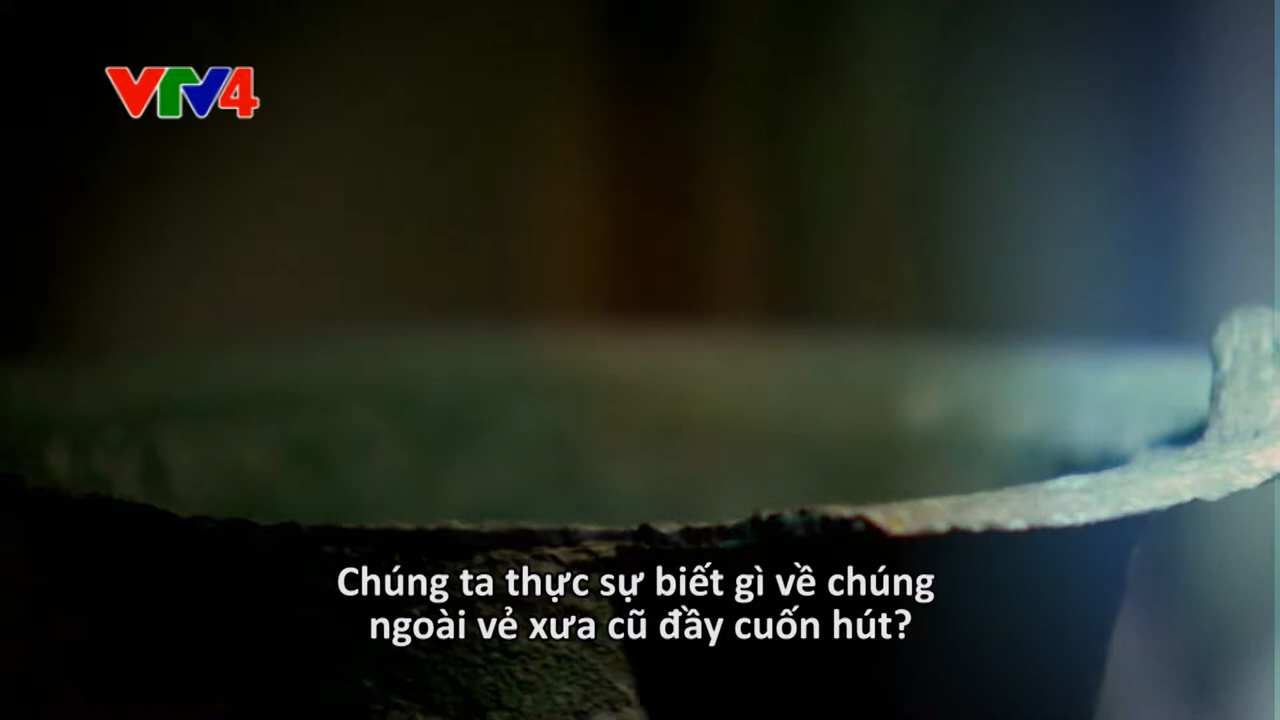 VTV4
Chúng ta thực sự biết gì về chúng
ngoài vẻ xưa cũ đầy cuốn hút?